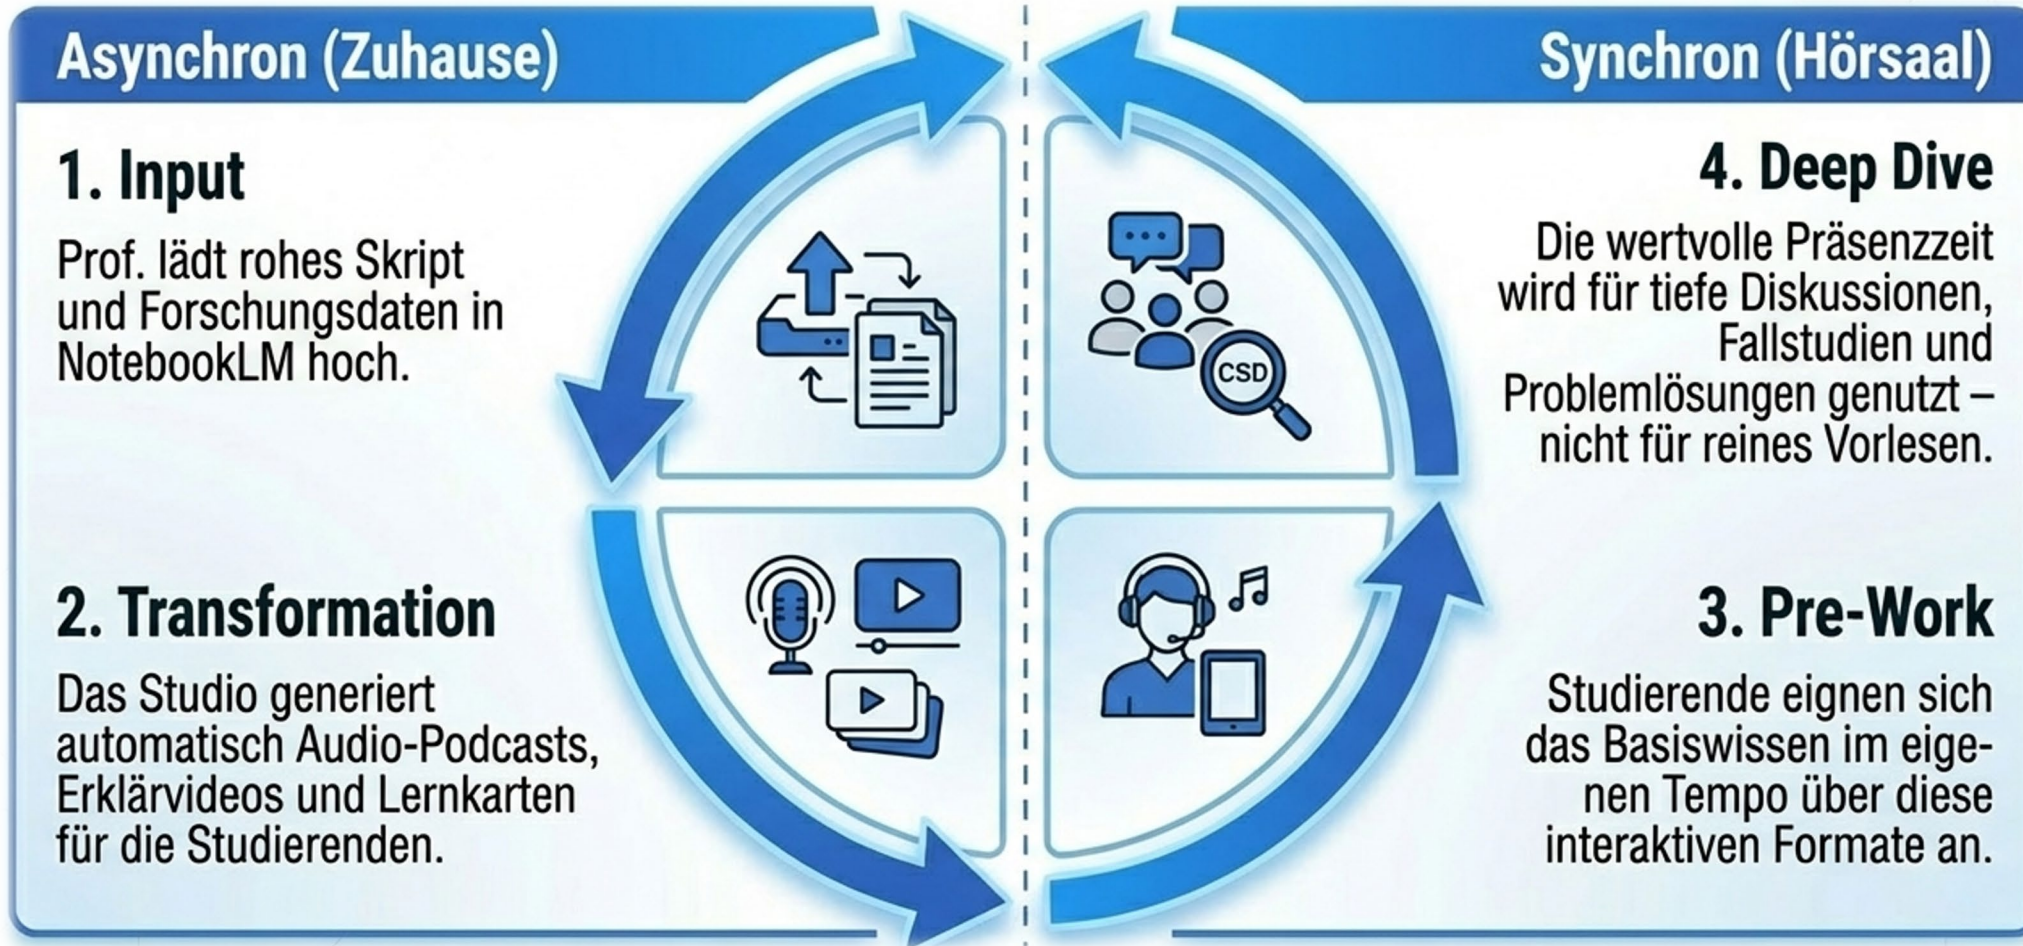 Asynchron (Zuhause)
1. Input
Prof. lädt rohes Skript
und Forschungsdaten in
NotebookLM hoch.
2. Transformation
Das Studio generiert
automatisch Audio-Podcasts,
Erklärvideos und Lernkarten
für die Studierenden.
Synchron (Hörsaal)
4. Deep Dive
Die wertvolle Präsenzzeit
wird für tiefe Diskussionen,
Fallstudien und
Problemlösungen genutzt –
nicht für reines Vorlesen.
CSD
3. Pre-Work
Studierende eignen sich
das Basiswissen im eige-
nen Tempo über diese
interaktiven Formate an.